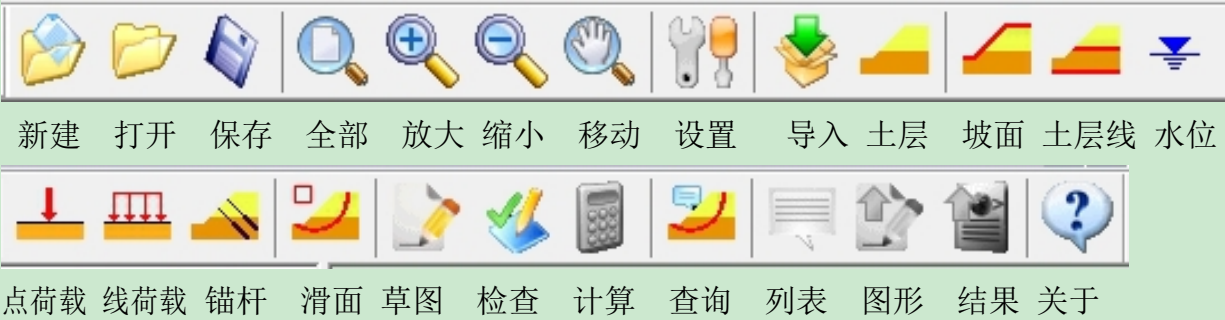 新建 打开 保存 全部 放大 缩小 移动 设置 导入 土层 坡面 土层线 水位
点荷载 线荷载 锚杆 滑面 草图 检查 计算 查询 列表 图形 结果 关于